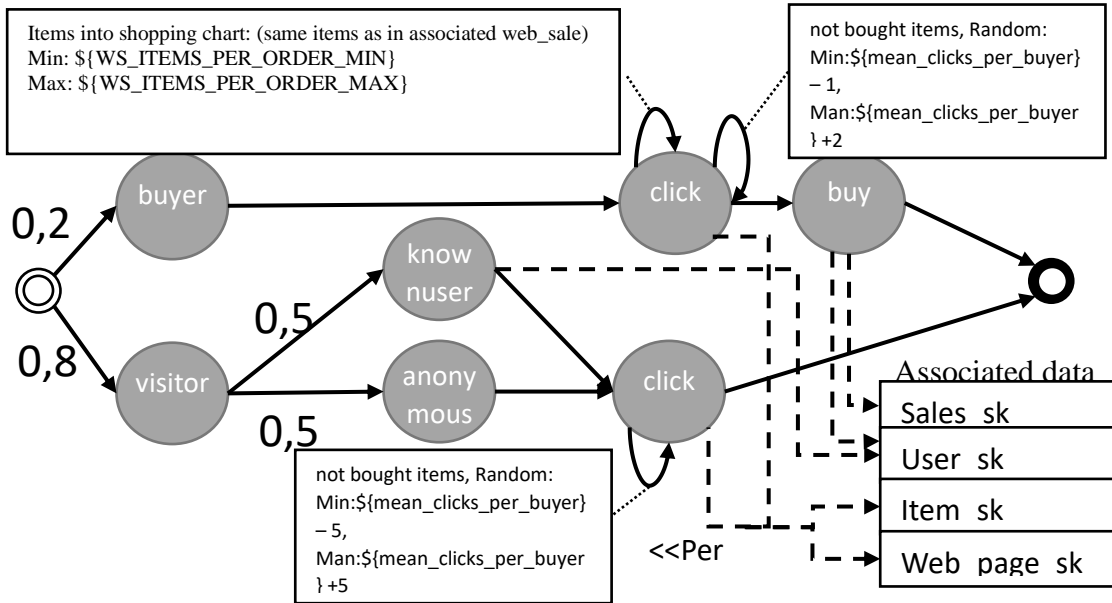 Items into shopping chart: (same items as in associated web_sale)
Min: ${WS_ITEMS_PER_ORDER_MIN}
Max: ${WS_ITEMS_PER_ORDER_MAX}
not bought items, Random:
Min:${mean_clicks_per_buyer}
– 1,
Man:${mean_clicks_per_buyer
} +2
buyer
click
buy
0,2
know
nuser
0,5
0,8
visitor
anony
mous
click
0,5
Associated data
Sales_sk
User_sk
Item_sk
Web_page_sk
not bought items, Random:
Min:${mean_clicks_per_buyer}
– 5,
Man:${mean_clicks_per_buyer
} +5
<<Per